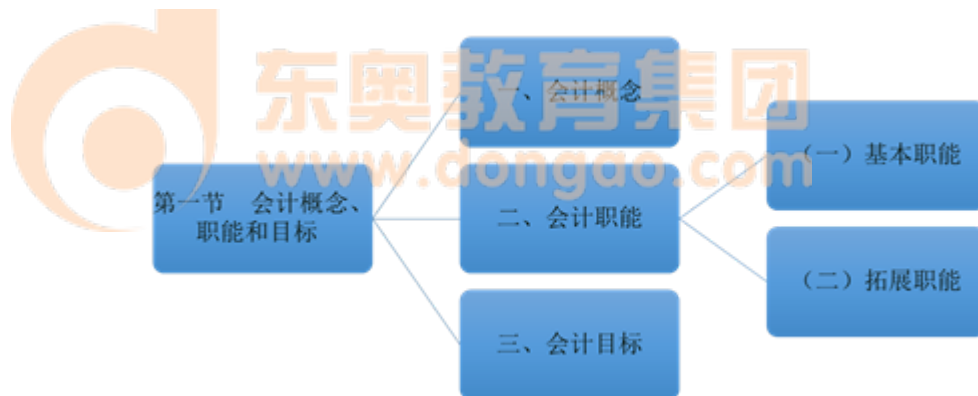 东奥教育集团
www.dongao.com
第一节　会计概念、
职能和目标
一、会计概念
二、会计职能
三、会计目标
（一）基本职能
（二）拓展职能